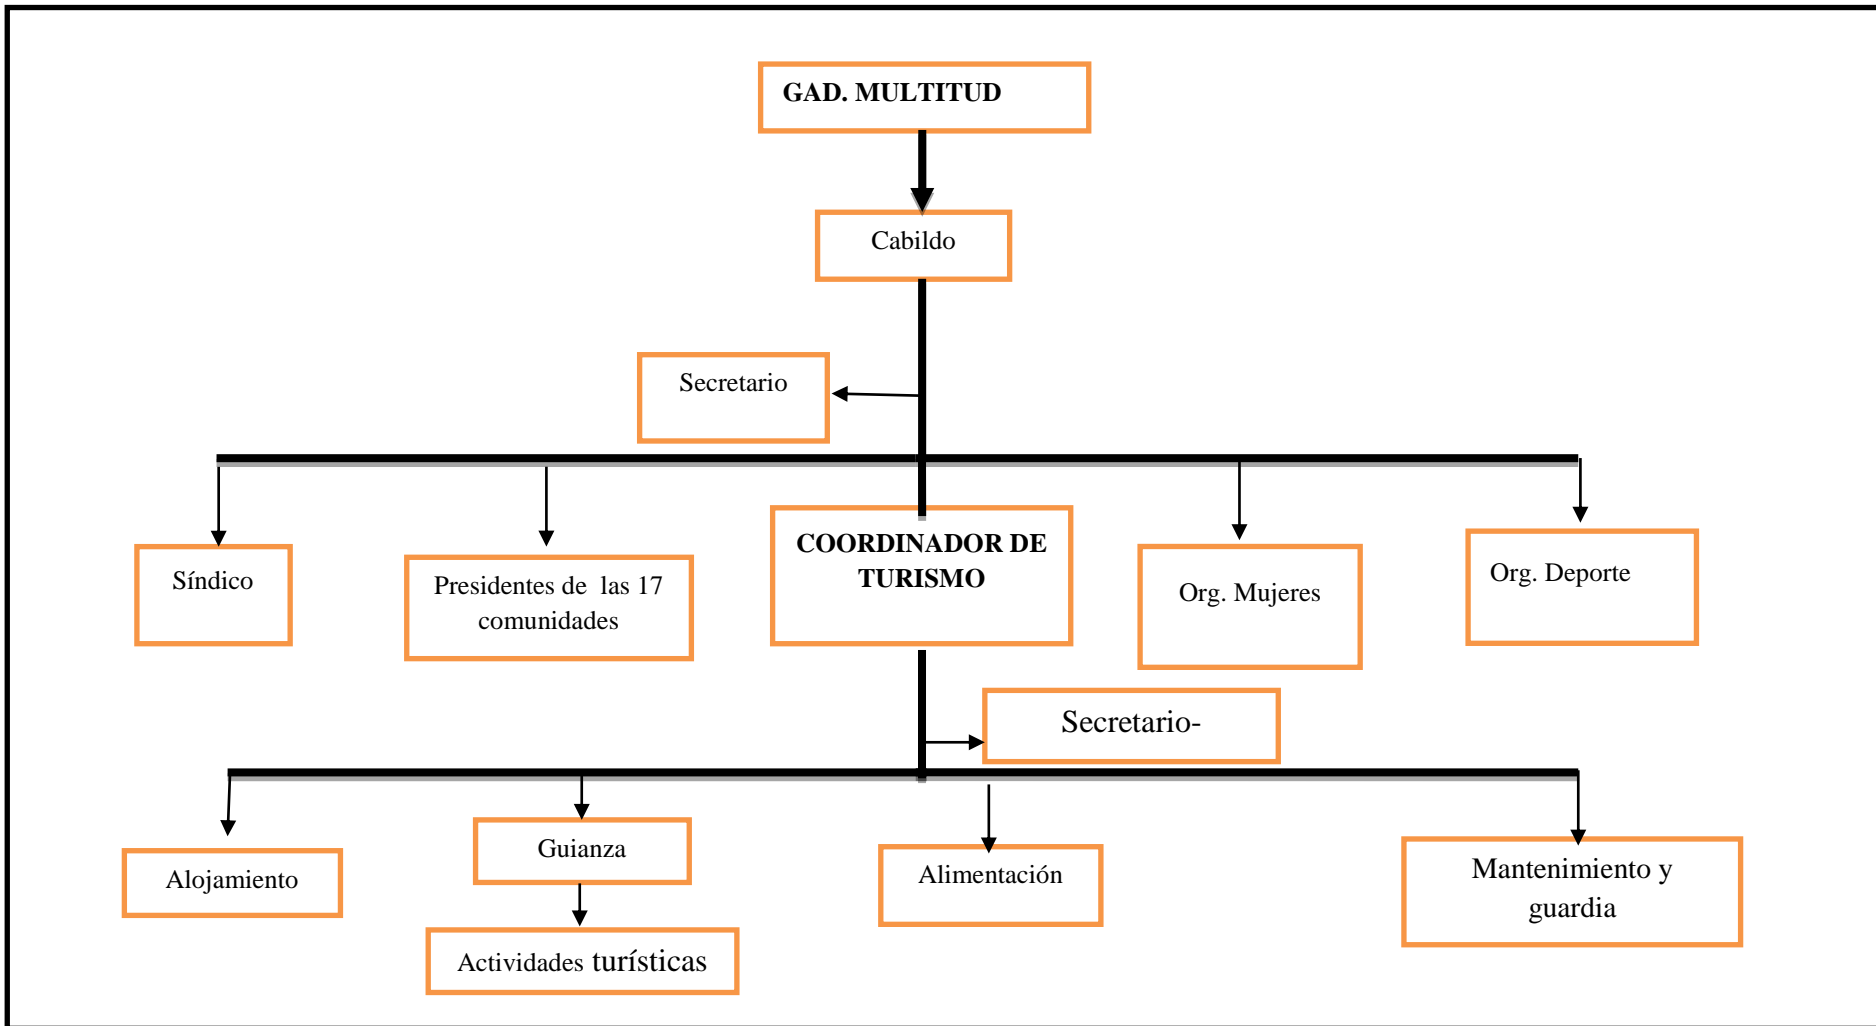 GAD. MULTITUD
Cabildo
Secretario
Síndico
Presidentes de las 17
comunidades
COORDINADOR DE
TURISMO
Org. Mujeres
Org. Deporte
Secretario-
Alojamiento
Guianza
Actividades turísticas
Alimentación
Mantenimiento y
guardia